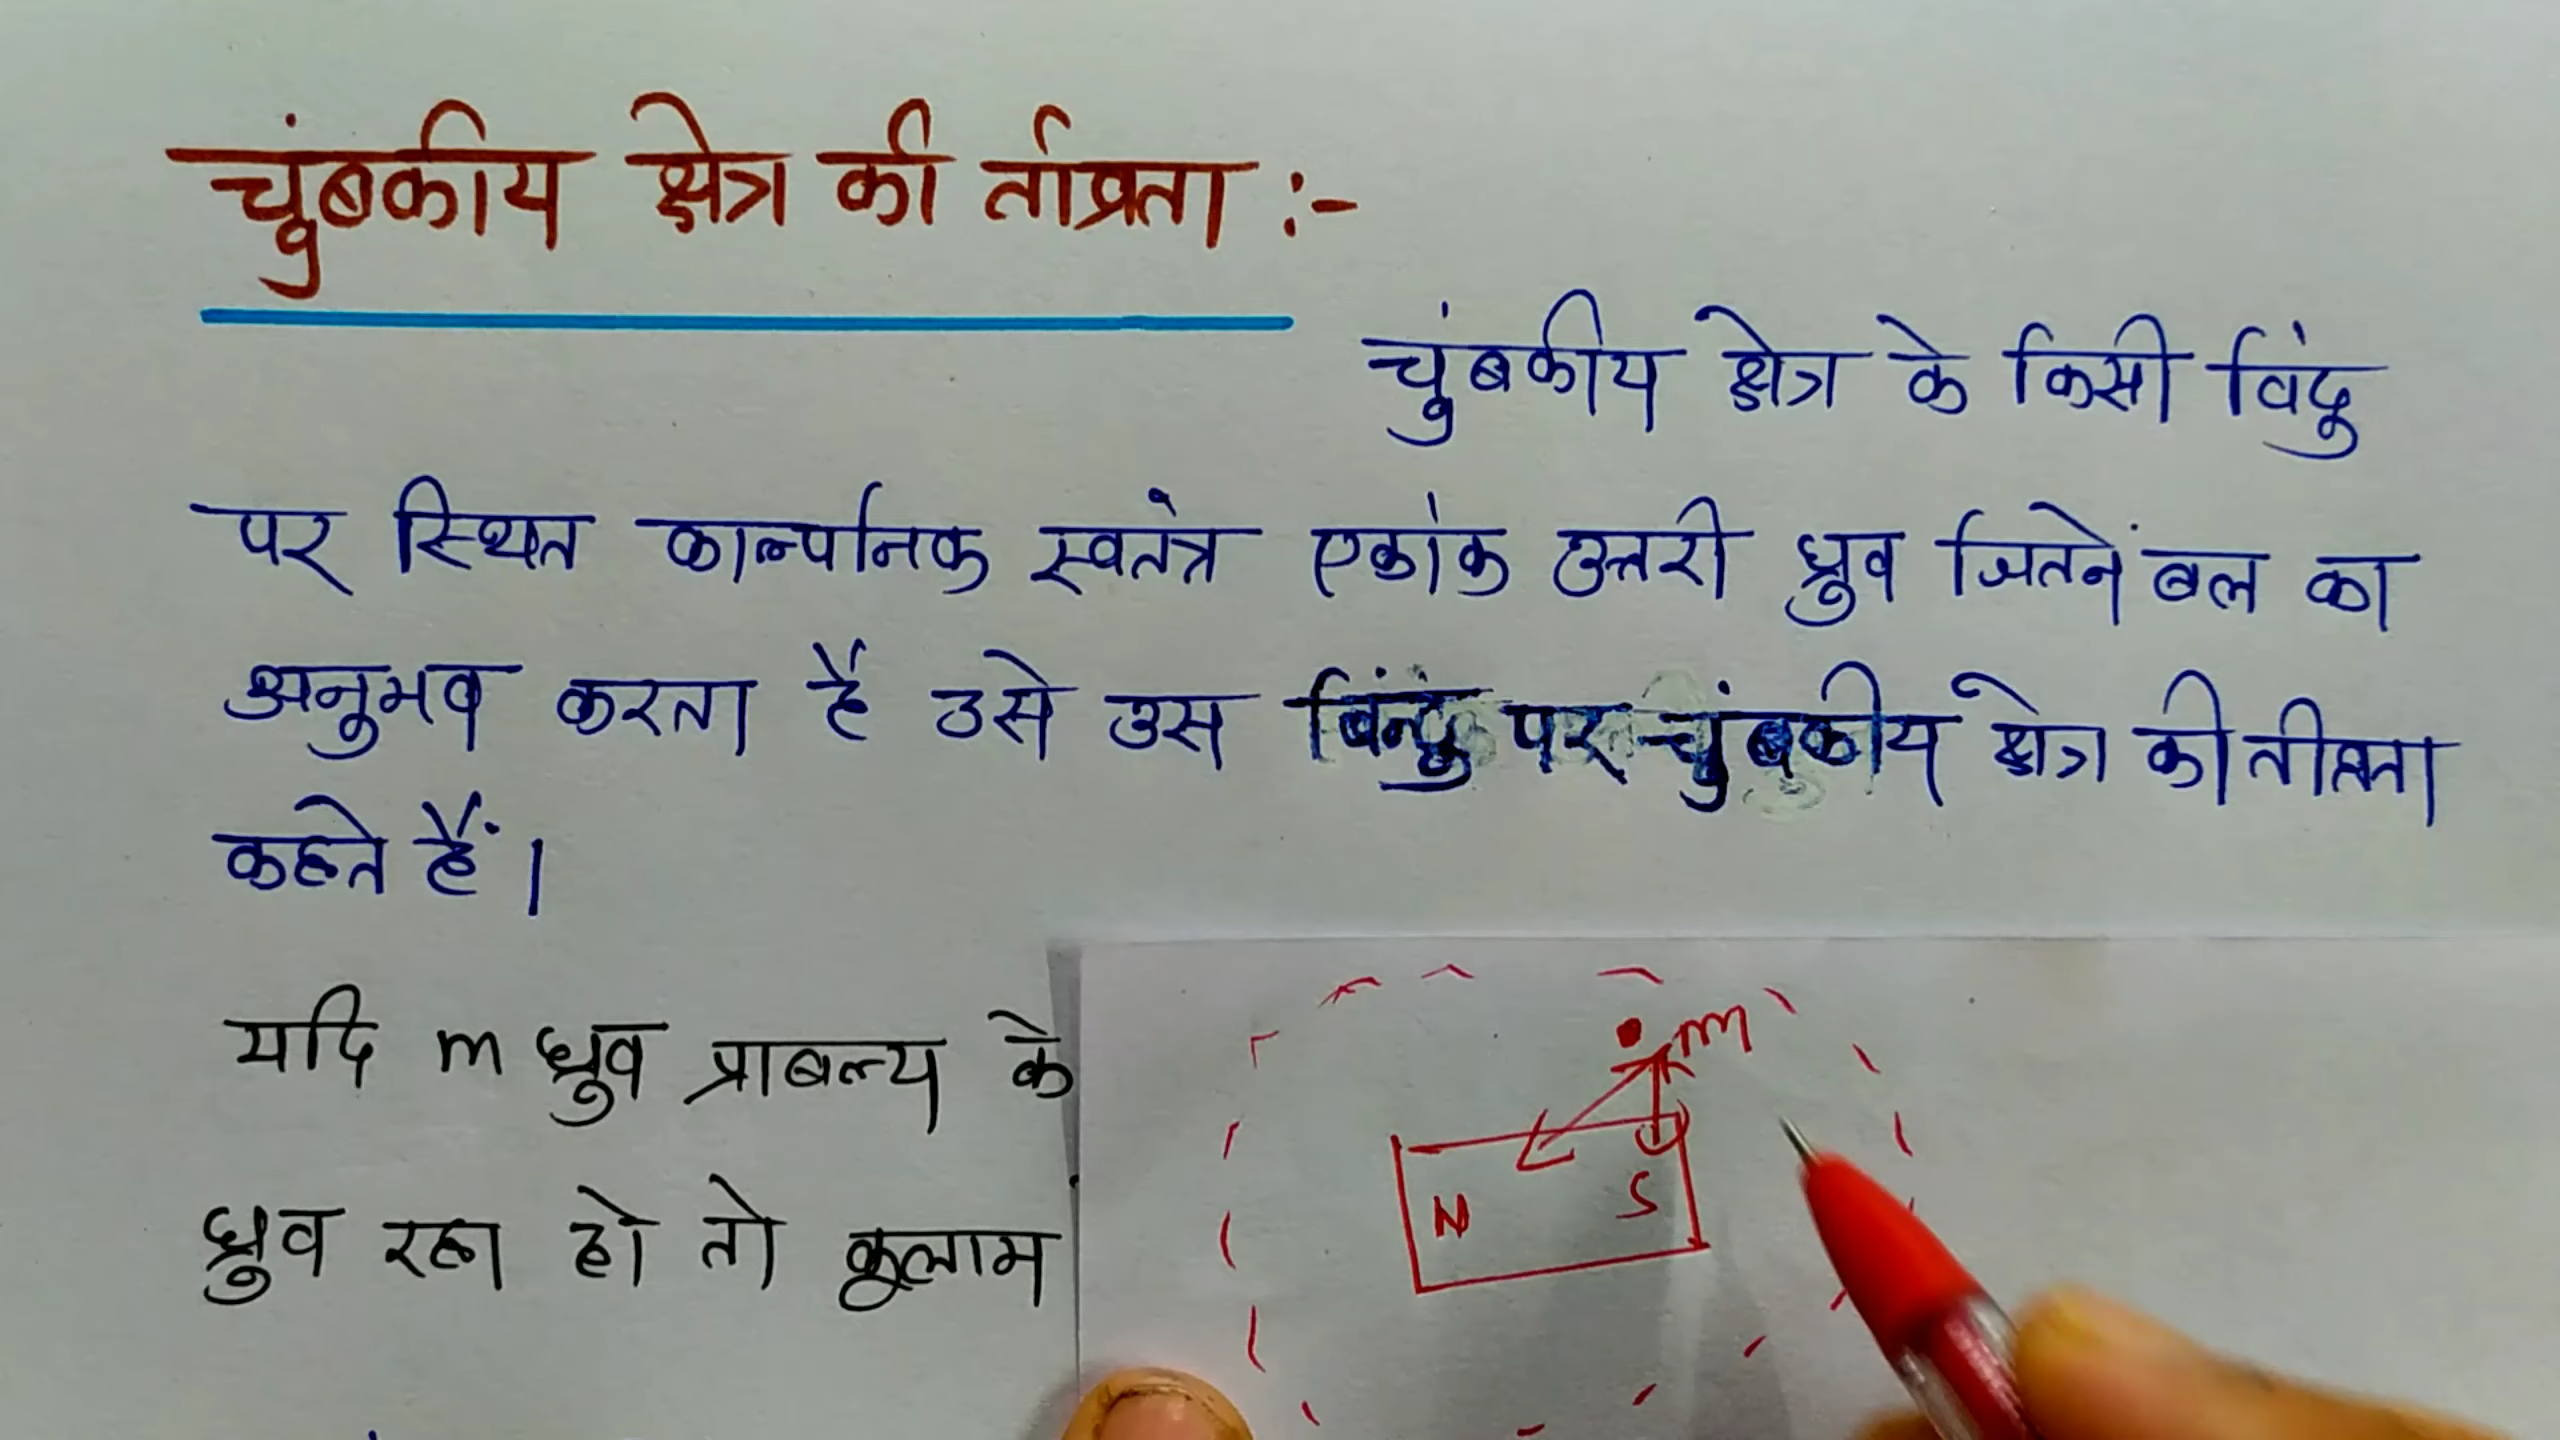 चुंबकीय क्षेत्र की तीव्रता :-
चुंबकीय क्षेत्र के किसी विंदु
पर स्थित काल्पनिक स्वतंत्र एकांक उत्तरी ध्रुव जितनें बल का
अनुभव करता है उसे उस बिंन्दु पर चुंबकीय क्षेत्र की तीव्रता
कहते हैं।
यदि m ध्रुव प्राबल्य के
ध्रुव रहा हो तो कूलाम
m
N S